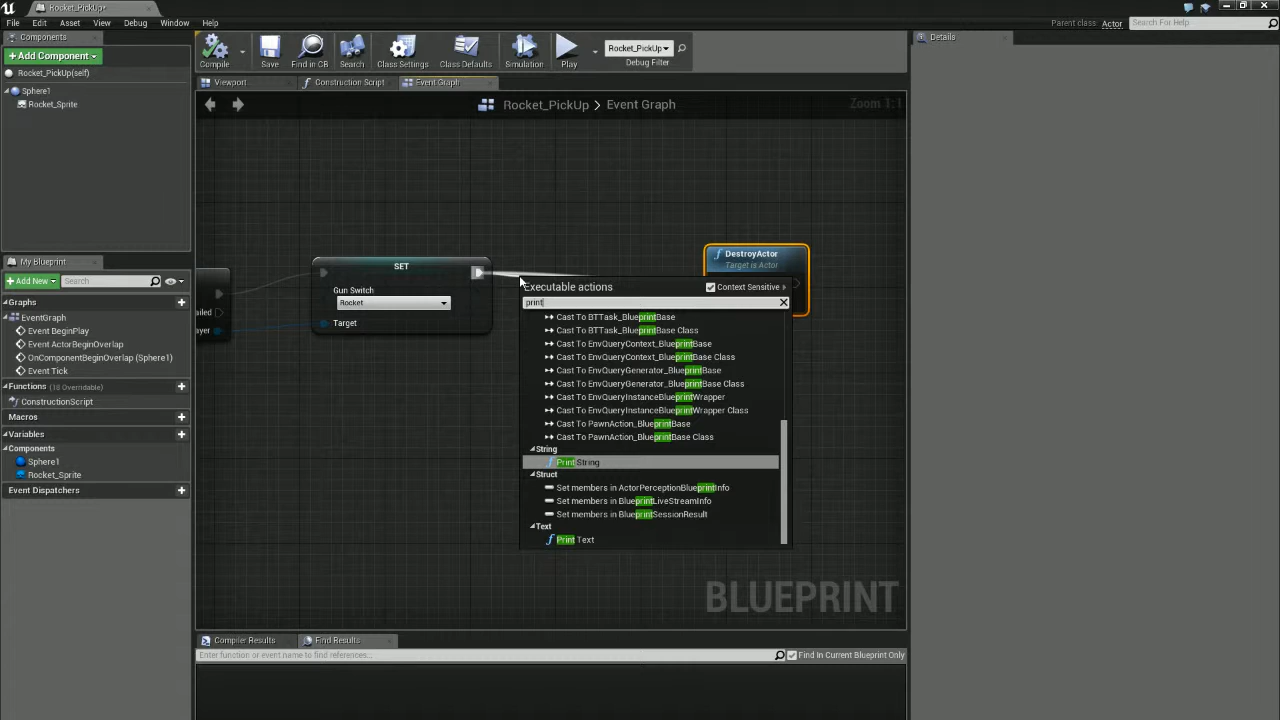 Rocket_PickUp*
File Edit Asset View Debug Window Help
Parent class: Actor
Search For Help
Components
+ Add Component
Rocket_PickUp(self)
Sphere1
Rocket_Sprite
Compile
Save
Find in CB
Search
Class Settings
Class Defaults
Simulation
Play
Rocket_PickUp
Debug Filter
Details
Viewport
Construction Script
Event Graph
Rocket_PickUp > Event Graph
Zoom 1:1
SET
Gun Switch
Rocket
Target
DestroyActor
Target is Actor
Executable actions
Context Sensitive
print
Cast To BTTask_BlueprintBase
Cast To BTTask_BlueprintBase Class
Cast To EnvQueryContext_BlueprintBase
Cast To EnvQueryContext_BlueprintBase Class
Cast To EnvQueryGenerator_BlueprintBase
Cast To EnvQueryGenerator_BlueprintBase Class
Cast To EnvQueryInstanceBlueprintWrapper
Cast To EnvQueryInstanceBlueprintWrapper Class
Cast To PawnAction_BlueprintBase
Cast To PawnAction_BlueprintBase Class
String
Print String
Struct
Set members in ActorPerceptionBlueprintInfo
Set members in BlueprintLiveStreamInfo
Set members in BlueprintSessionResult
Text
Print Text
BLUEPRINT
My Blueprint
+ Add New
Search
Graphs
EventGraph
Event BeginPlay
Event ActorBeginOverlap
OnComponentBeginOverlap (Sphere1)
Event Tick
Functions (18 Overridable)
ConstructionScript
Macros
Variables
Components
Sphere1
Rocket_Sprite
Event Dispatchers
ailed
ayer
Compiler Results
Find Results
Enter function or event name to find references...
Find In Current Blueprint Only